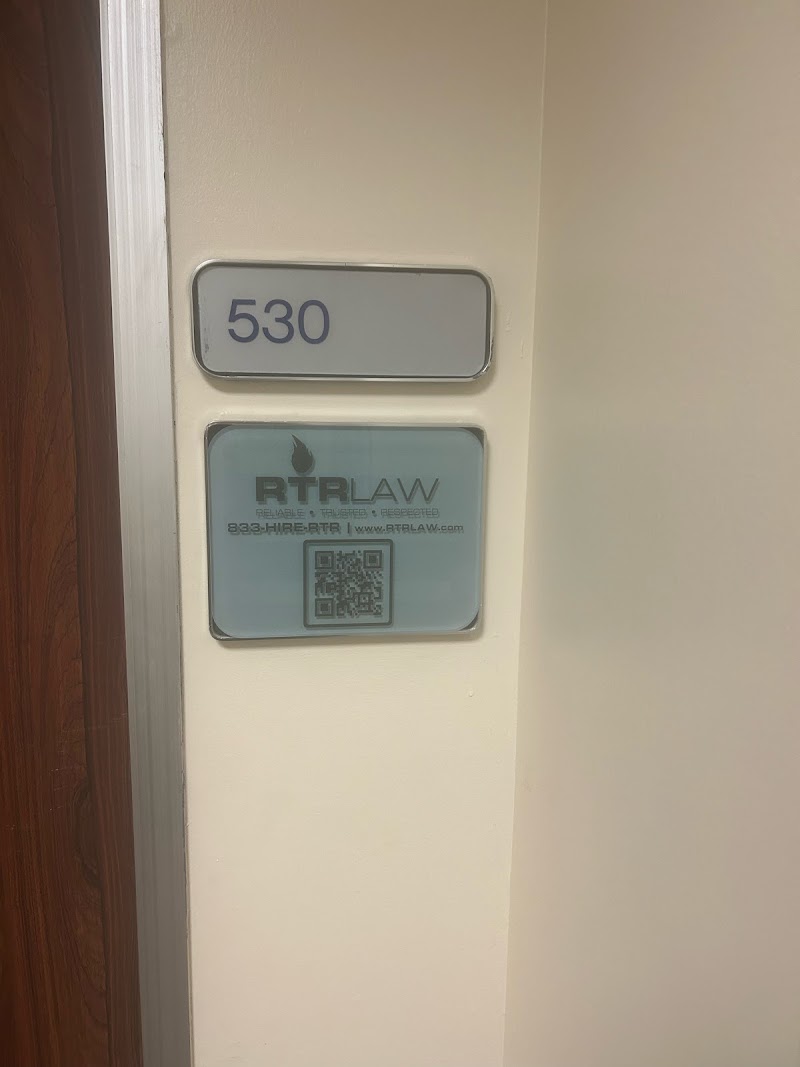 530
RTRLAW
RELIABLE • TRUSTED • RESPECTED
833-HIRE-RTR | www.RTRLAW.com